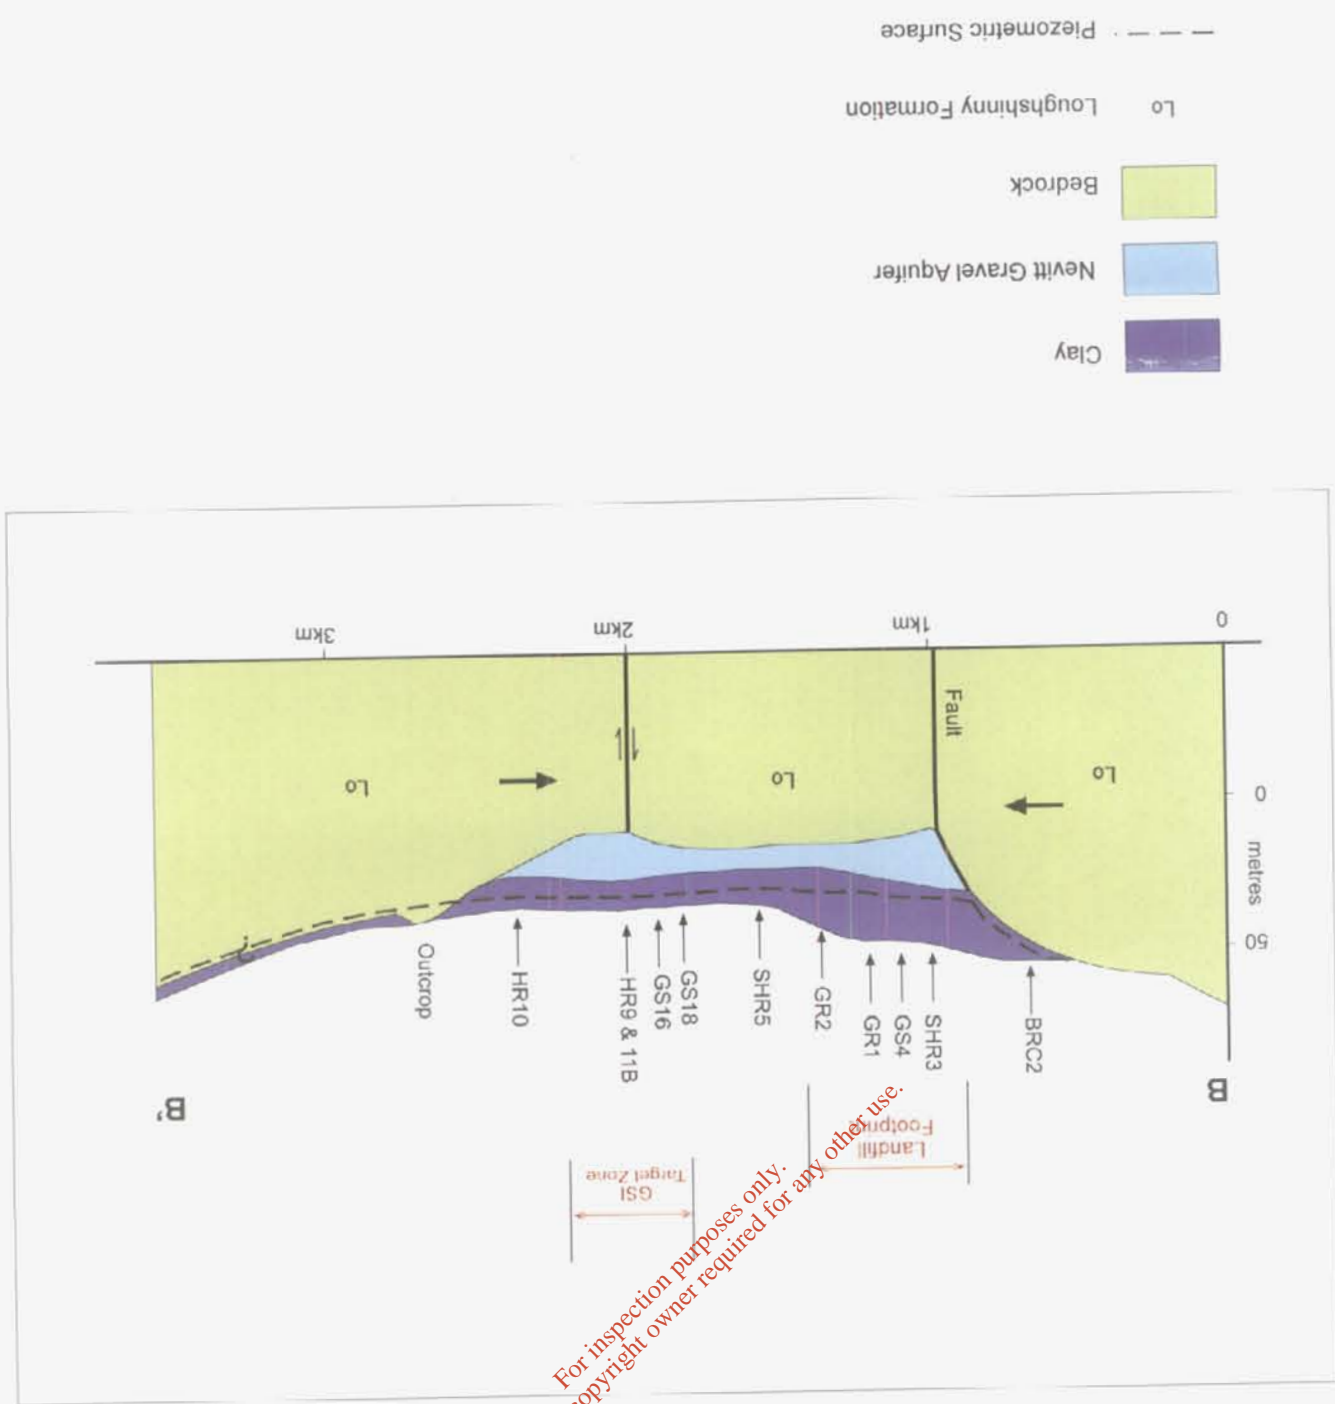 GSI
Target Zone
Landfill
Footprint
B
B'
BRC2
SHR3
GS4
GR1
GR2
SHR5
GS18
GS16
HR9 & 11B
HR10
Outcrop
50
metres
0
Lo
Lo
Lo
Fault
0
1km
2km
3km
Clay
Nevitt Gravel Aquifer
Bedrock
Lo
Loughshinny Formation
Piezometric Surface
For inspection purposes only.
copyright owner required for any other use.